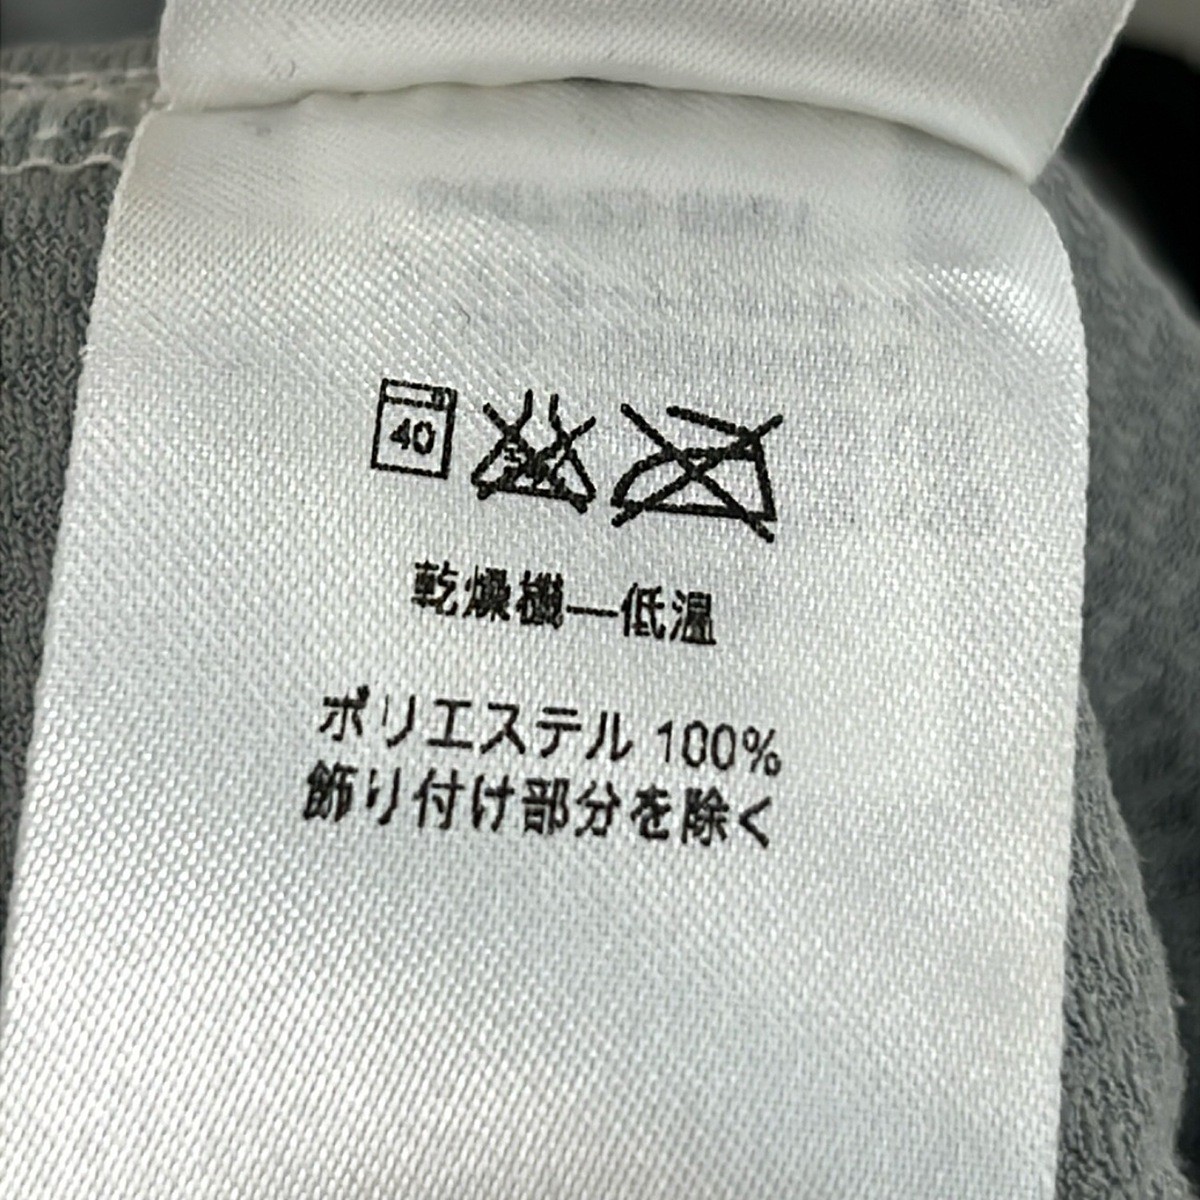 40
乾燥機—低温
ポリエステル 100%
飾り付け部分を除く